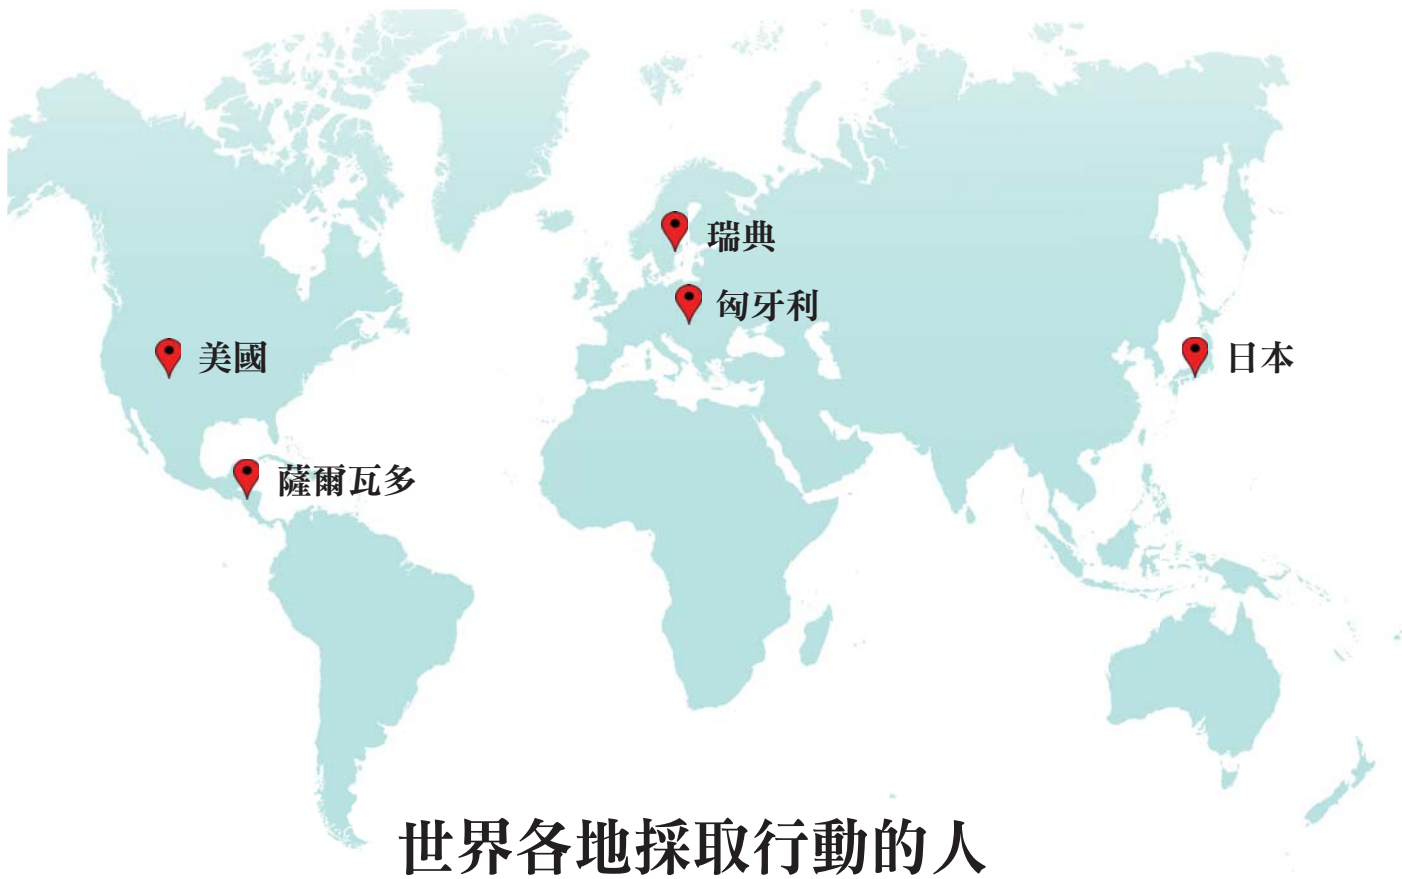 瑞典
匈牙利
美國
日本
薩爾瓦多
世界各地採取行動的人